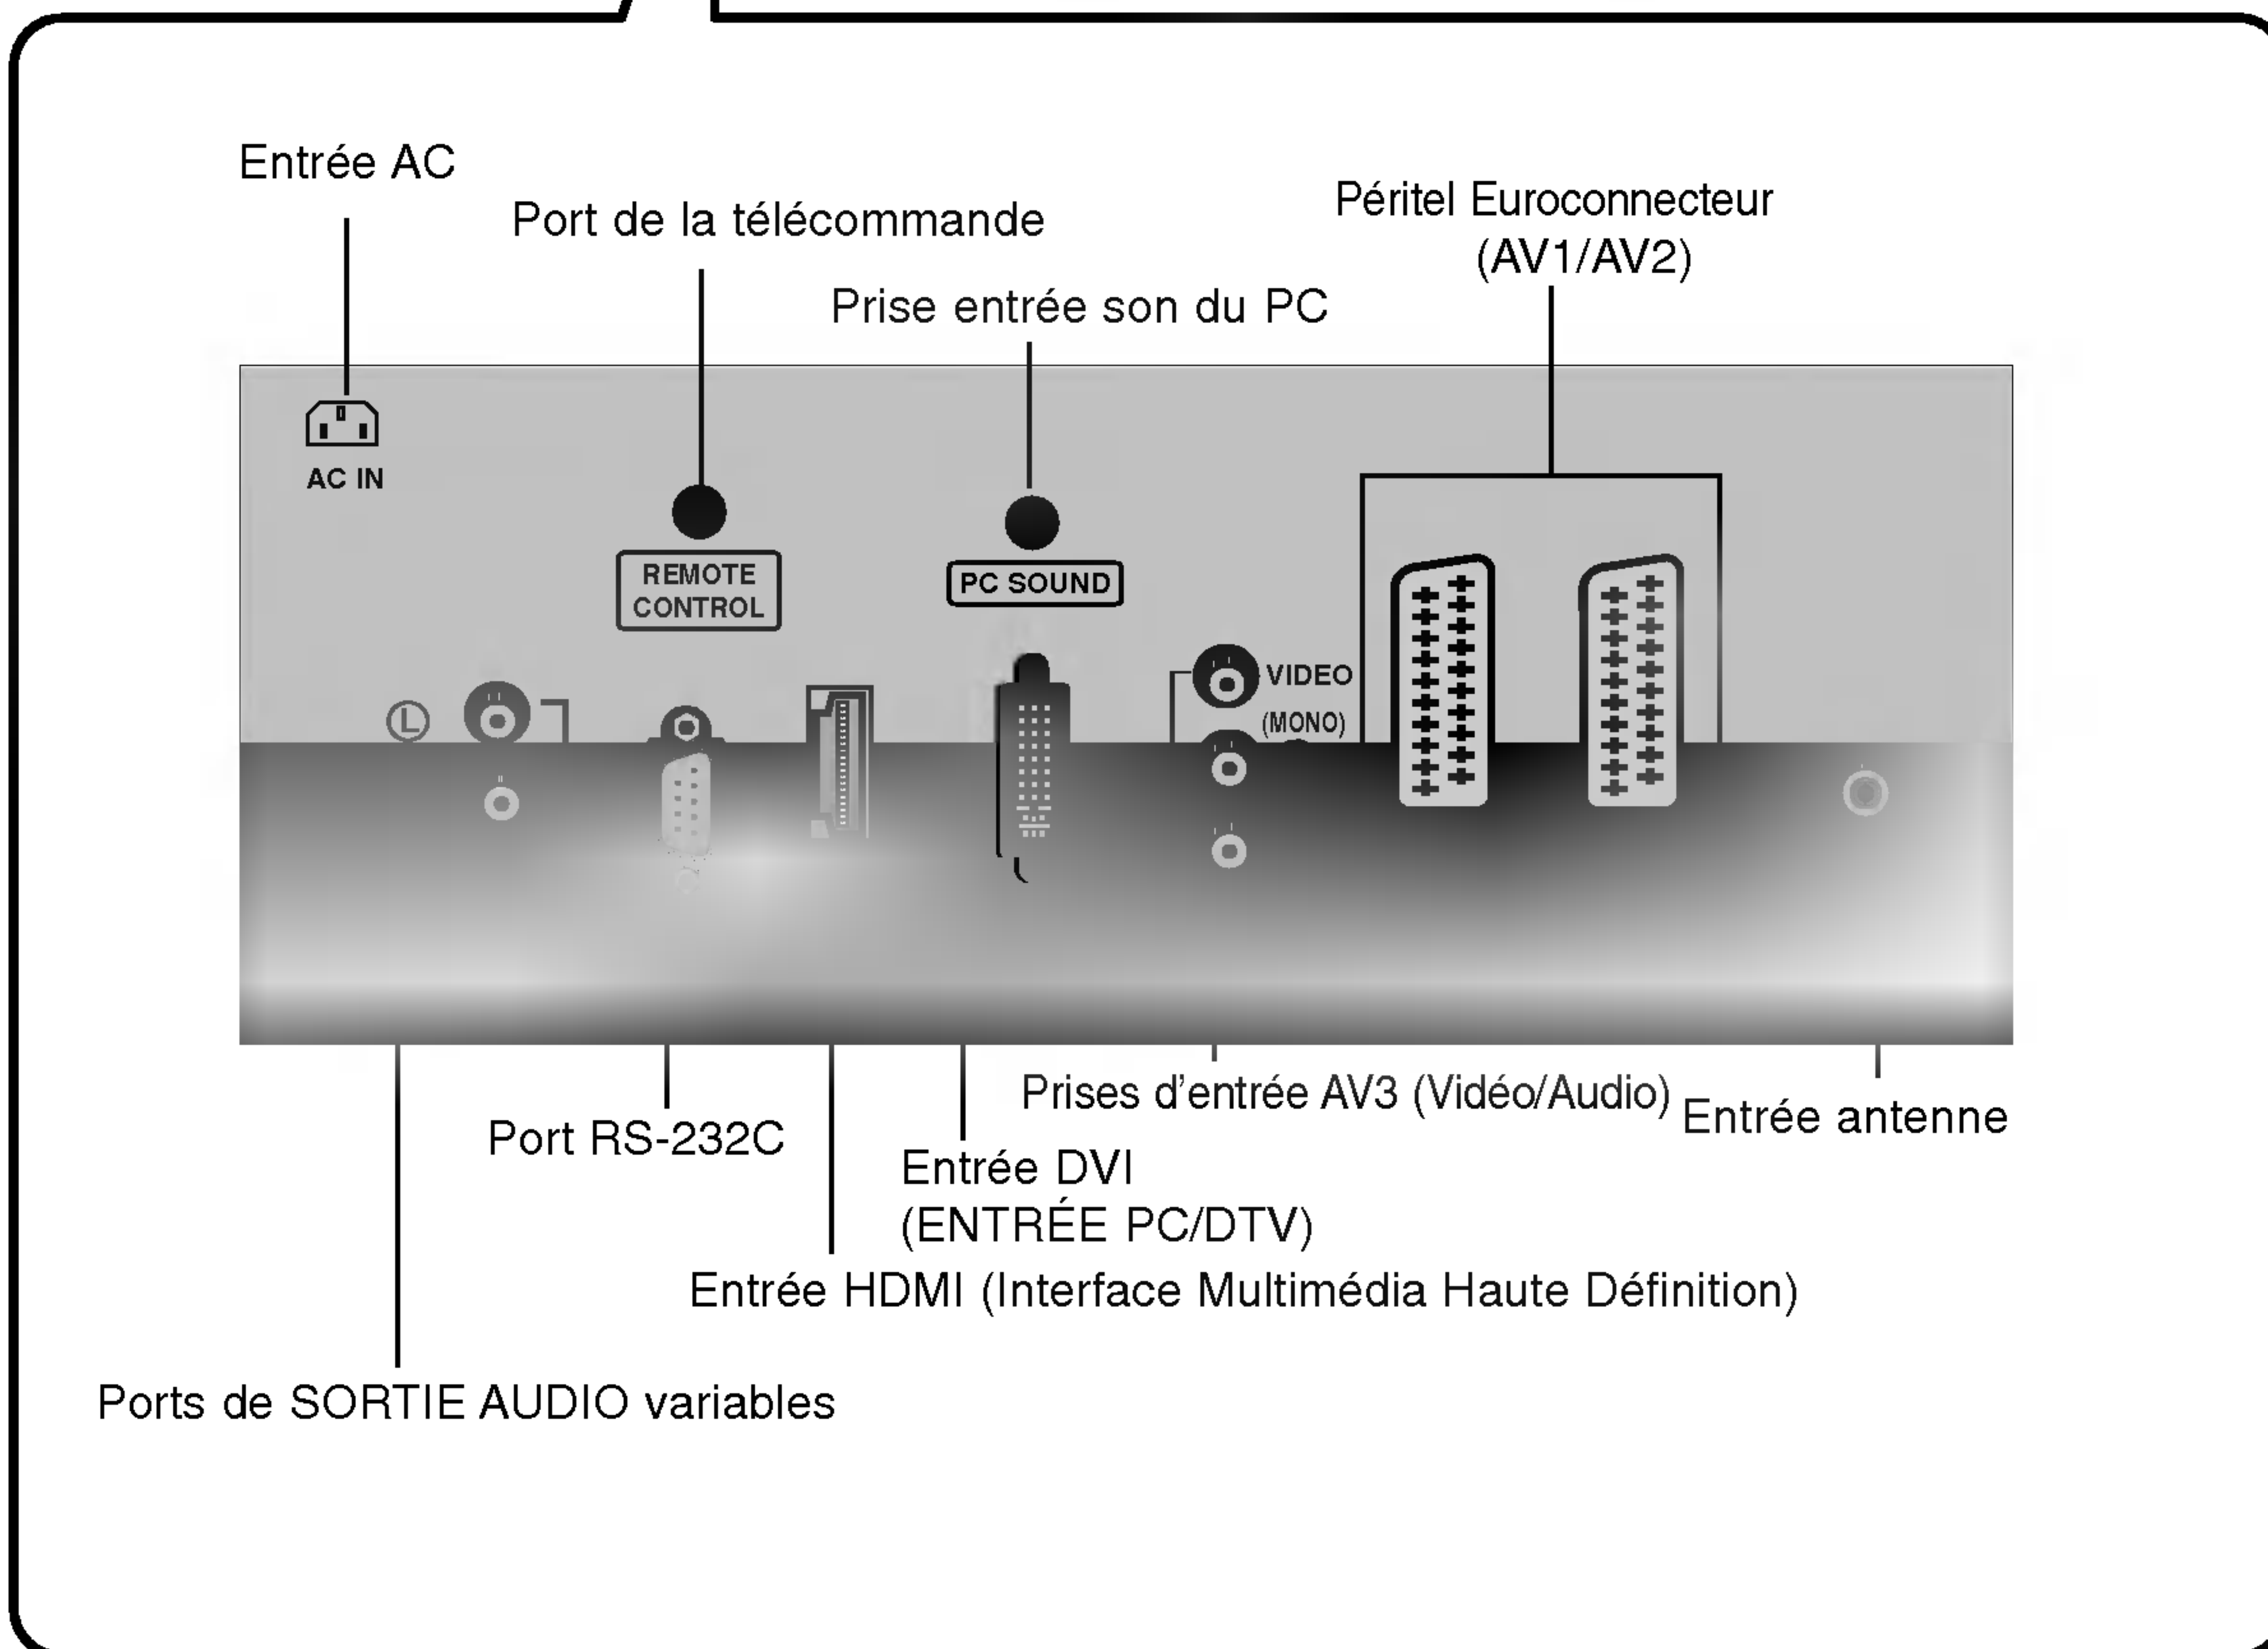 Entrée AC
Port de la télécommande
Péritel Euroconnecteur
(AV1/AV2)
Prise entrée son du PC
AC IN
REMOTE
CONTROL
PC SOUND
VIDEO
(MONO)
L
Prises d'entrée AV3 (Vidéo/Audio)
Entrée antenne
Port RS-232C
Entrée DVI
(ENTRÉE PC/DTV)
Entrée HDMI (Interface Multimédia Haute Définition)
Ports de SORTIE AUDIO variables